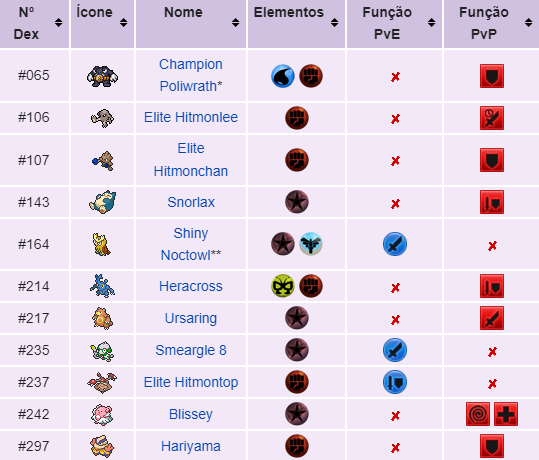 Nº Dex Ícone Nome Elementos Função PvE Função PvP
#065 Champion Poliwrath*
#106 Elite Hitmonlee
#107 Elite Hitmonchan
#143 Snorlax
#164 Shiny Noctowl**
#214 Heracross
#217 Ursaring
#235 Smeargle 8
#237 Elite Hitmontop
#242 Blissey
#297 Hariyama